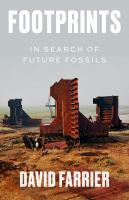 FOOTPRINTS
IN SEARCH OF
FUTURE FOSSILS
DAVID FARRIER